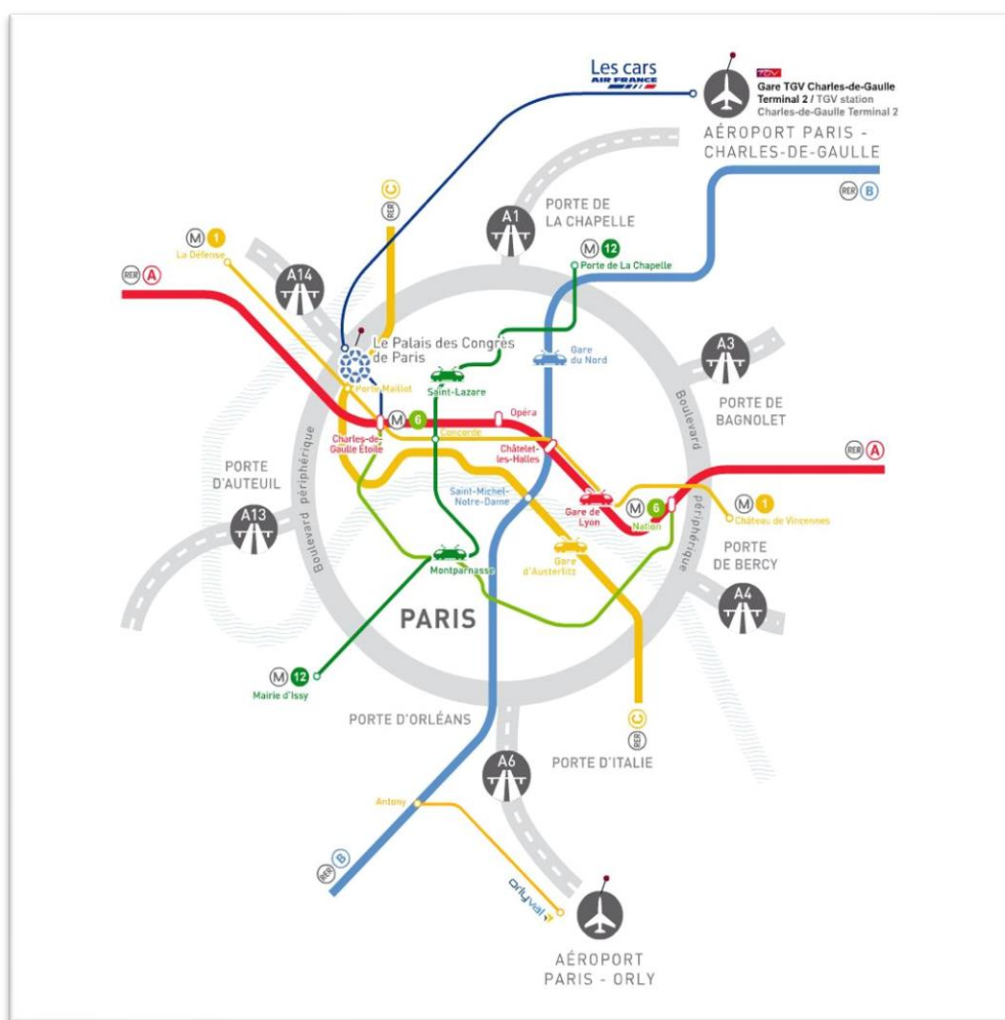 Les cars
AIR FRANCE
TGV
Gare TGV Charles-de-Gaulle
Terminal 2 / TGV station
Charles-de-Gaulle Terminal 2
AÉROPORT PARIS -
CHARLES-DE-GAULLE
RER B
RER C
A1
PORTE DE
LA CHAPELLE
M 12
Porte de La Chapelle
M 1
La Défense
RER A
A14
Le Palais des Congrès
de Paris
Porte-Maillot
Gare
du Nord
A3
PORTE DE
BAGNOLET
Saint-Lazare
M 6
Charles-de-
Gaulle Étoile
Concorde
Opéra
Châtelet-
les-Halles
Boulevard
périphérique
Boulevard périphérique
RER A
PORTE
D'AUTEUIL
A13
Saint-Michel-
Notre-Dame
Gare de
Lyon
M 6
Nation
M 1
Château de Vincennes
PORTE
DE BERCY
A4
Montparnasse
Gare
d'Austerlitz
PARIS
M 12
Mairie d'Issy
PORTE D'ORLÉANS
RER C
A6
PORTE D'ITALIE
Antony
RER B
orlyval
AÉROPORT
PARIS - ORLY